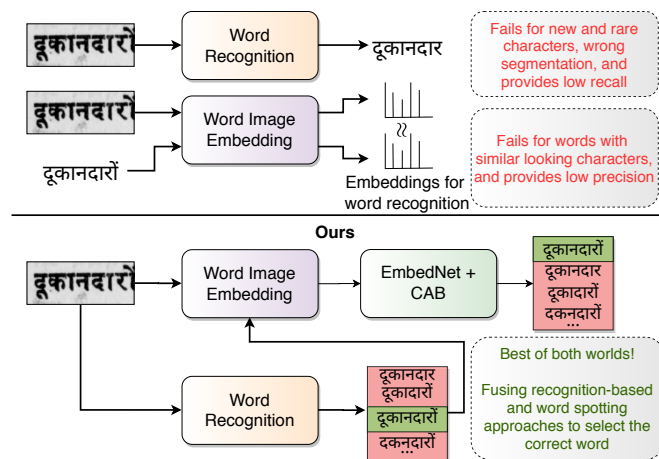 दूकानदारों
Word
Recognition
दूकानदार
Fails for new and rare
characters, wrong
segmentation, and
provides low recall
दूकानदारों
Word Image
Embedding
दूकानदारों
≈
Embeddings for
word recognition
Fails for words with
similar looking characters,
and provides low precision
Ours
दूकानदारों
Word Image
Embedding
EmbedNet +
CAB
दूकानदारों
दूकानदार
दूकादारों
दकनदारों
...
Word
Recognition
दूकानदार
दूकादारों
दूकानदारों
दकनदारों
...
Best of both worlds!
Fusing recognition-based
and word spotting
approaches to select the
correct word